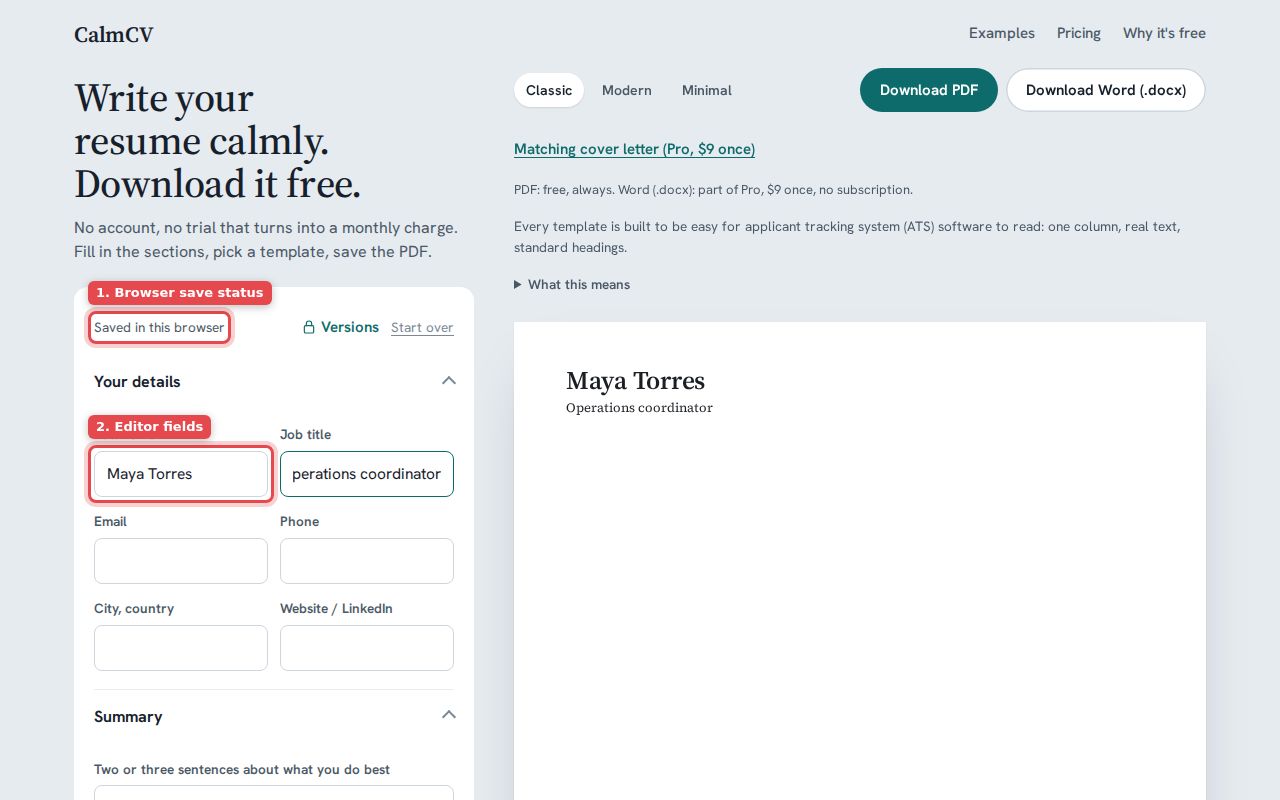 CalmCV
Examples
Pricing
Why it's free
Write your
resume calmly.
Download it free.
No account, no trial that turns into a monthly charge.
Fill in the sections, pick a template, save the PDF.
1. Browser save status
Saved in this browser
Versions
Start over
Your details
2. Editor fields
Job title
Maya Torres
perations coordinator
Email
Phone
City, country
Website / LinkedIn
Summary
Two or three sentences about what you do best
Classic
Modern
Minimal
Download PDF
Download Word (.docx)
Matching cover letter (Pro, $9 once)
PDF: free, always. Word (.docx): part of Pro, $9 once, no subscription.
Every template is built to be easy for applicant tracking system (ATS) software to read: one column, real text,
standard headings.
What this means
Maya Torres
Operations coordinator